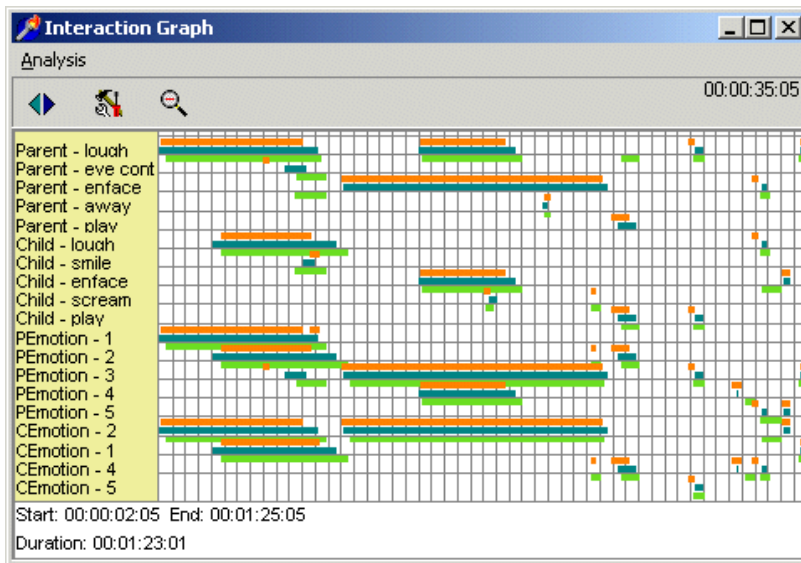 Interaction Graph
Analysis
00:00:35:05
Parent - lough
Parent - eye cont
Parent - enface
Parent - away
Parent - play
Child - lough
Child - smile
Child - enface
Child - scream
Child - play
PEmotion - 1
PEmotion - 2
PEmotion - 3
PEmotion - 4
PEmotion - 5
CEmotion - 2
CEmotion - 1
CEmotion - 4
CEmotion - 5
Start: 00:00:02:05 End: 00:01:25:05
Duration: 00:01:23:01